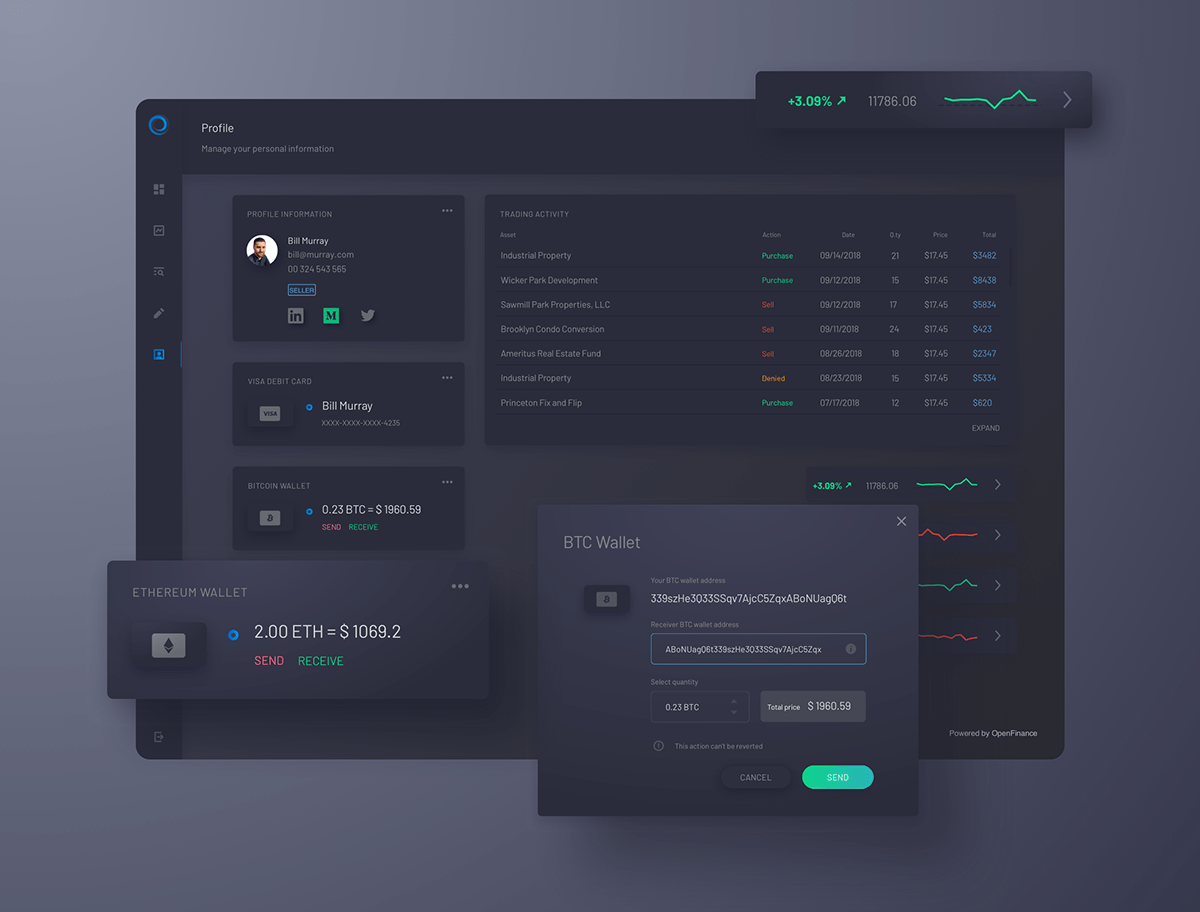 +3.09% 11786.06
Profile
Manage your personal information
PROFILE INFORMATION
Bill Murray
bill@murray.com
00 324 543 565
SELLER
in M
TRADING ACTIVITY
Asset Action Date Q.ty Price Total
Industrial Property Purchase 09/14/2018 21 $17.45 $3482
Wicker Park Development Purchase 09/12/2018 15 $17.45 $8438
Sawmill Park Properties, LLC Sell 09/12/2018 17 $17.45 $5834
Brooklyn Condo Conversion Sell 09/11/2018 24 $17.45 $423
Ameritus Real Estate Fund Sell 08/26/2018 18 $17.45 $2347
Industrial Property Denied 08/23/2018 15 $17.45 $5334
Princeton Fix and Flip Purchase 07/17/2018 12 $17.45 $620
EXPAND
VISA DEBIT CARD
VISA
Bill Murray
XXXX-XXXX-XXXX-4235
BITCOIN WALLET
0.23 BTC = $ 1960.59
SEND RECEIVE
ETHEREUM WALLET
2.00 ETH = $ 1069.2
SEND RECEIVE
+3.09% 11786.06
BTC Wallet
Your BTC wallet address
339szHe3Q33SSqv7AjcC5ZqxABoNUagQ6t
Receiver BTC wallet address
ABoNUagQ6t339szHe3Q33SSqv7AjcC5Zqx
Select quantity
0.23 BTC Total price $ 1960.59
This action can't be reverted
CANCEL SEND
Powered by OpenFinance